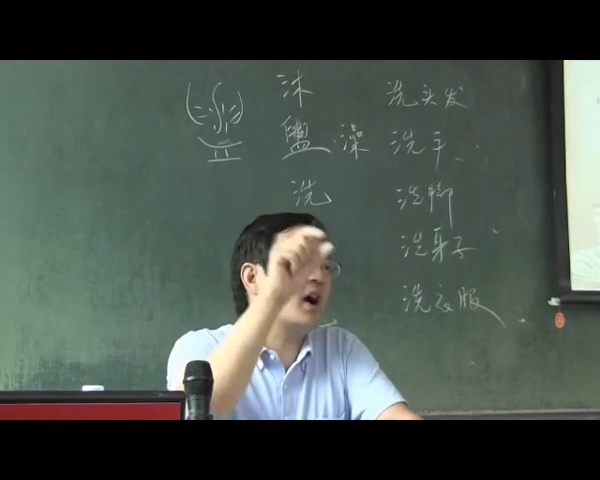 沐 洗头发
盥.澡 洗手
洗 洗脚
洗身子
洗衣服